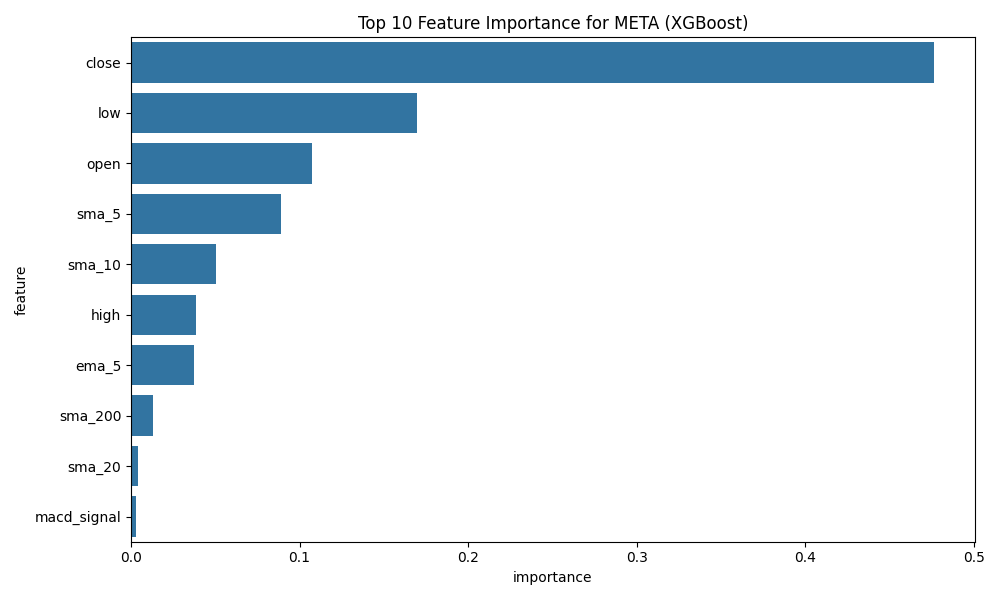 Top 10 Feature Importance for META (XGBoost)
close
low
open
sma_5
sma_10
high
ema_5
sma_200
sma_20
macd_signal
feature
0.0 0.1 0.2 0.3 0.4 0.5
importance